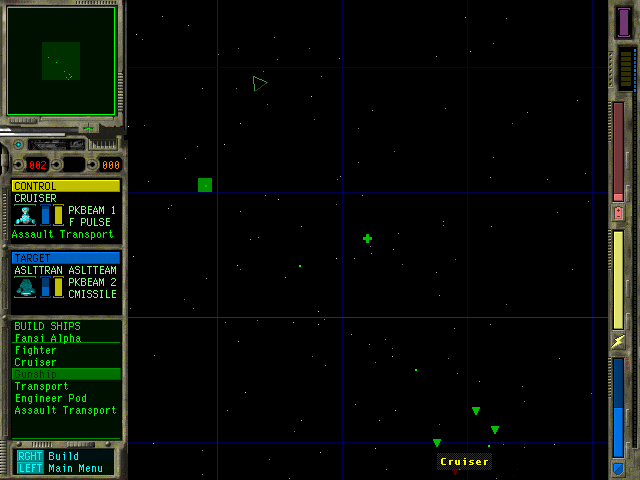 002 000
CONTROL
CRUISER
PKBEAM 1
F PULSE
Assault Transport
TARGET
ASLTTRAN ASLTTEAM
PKBEAM 2
CMISSILE
BUILD SHIPS
Fansi Alpha
Fighter
Cruiser
Gunship
Transport
Engineer Pod
Assault Transport
RGHT Build
LEFT Main Menu
Cruiser